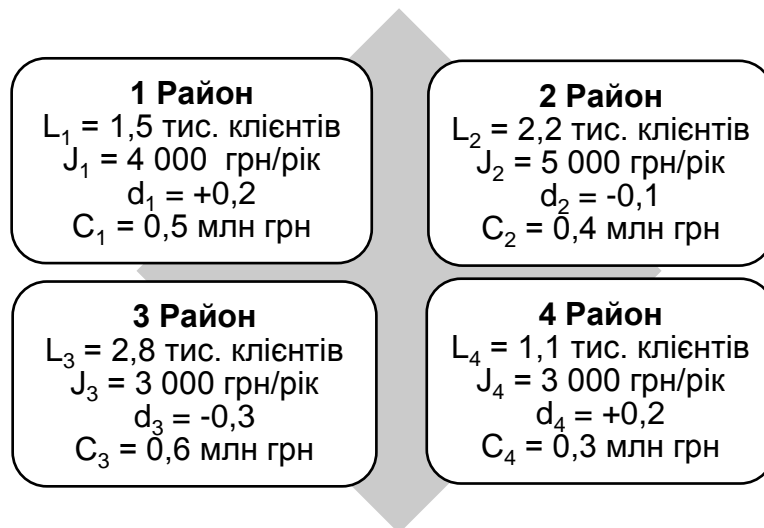 1 Район
L₁ = 1,5 тис. клієнтів
J₁ = 4 000 грн/рік
d₁ = +0,2
C₁ = 0,5 млн грн
2 Район
L₂ = 2,2 тис. клієнтів
J₂ = 5 000 грн/рік
d₂ = -0,1
C₂ = 0,4 млн грн
3 Район
L₃ = 2,8 тис. клієнтів
J₃ = 3 000 грн/рік
d₃ = -0,3
C₃ = 0,6 млн грн
4 Район
L₄ = 1,1 тис. клієнтів
J₄ = 3 000 грн/рік
d₄ = +0,2
C₄ = 0,3 млн грн